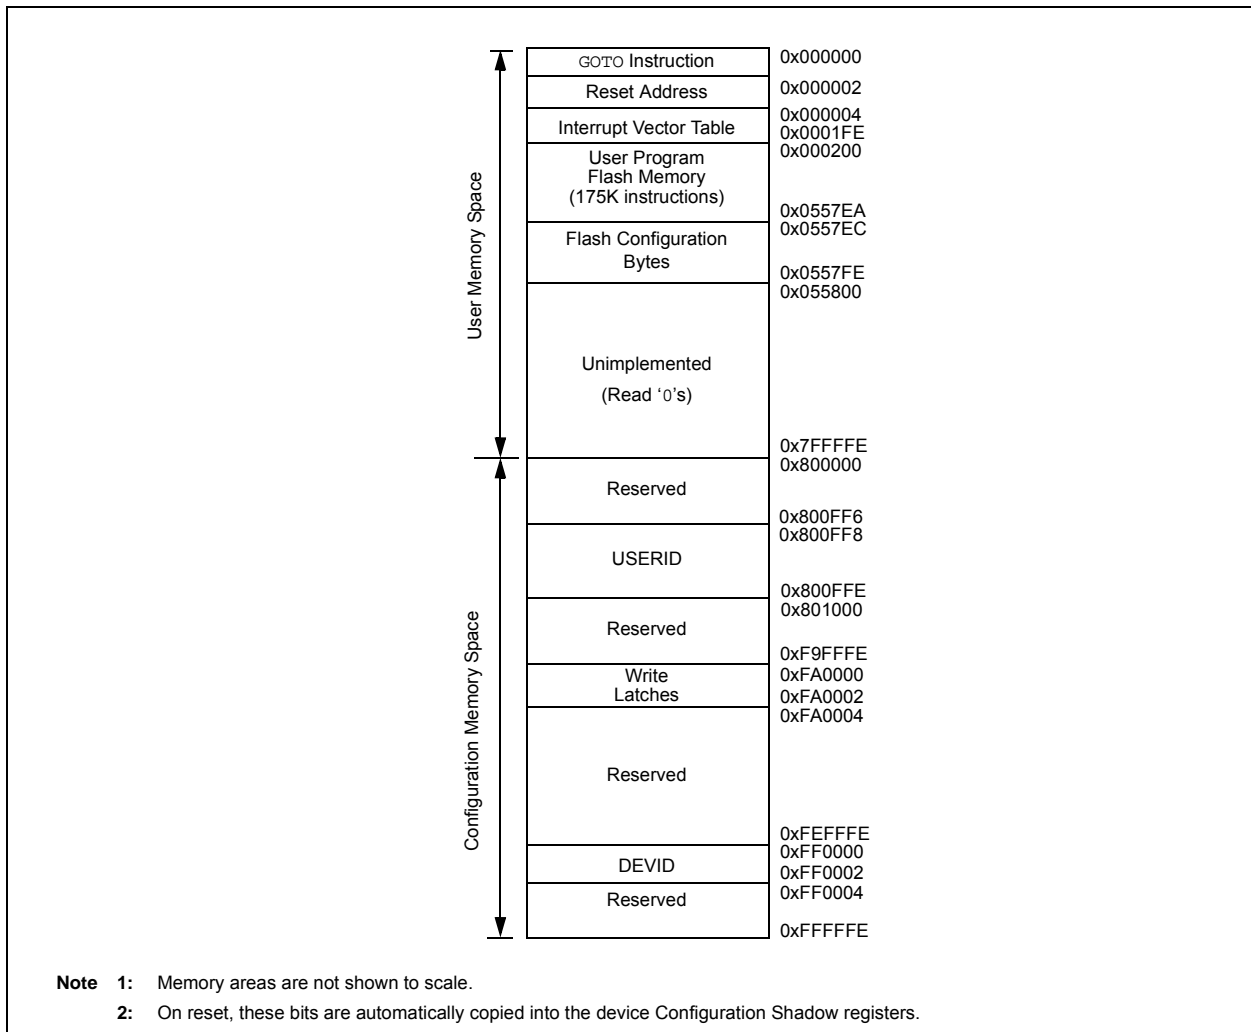 GOTO Instruction
0x000000
Reset Address
0x000002
Interrupt Vector Table
0x000004
0x0001FE
User Program
Flash Memory
(175K instructions)
0x000200
0x0557EA
Flash Configuration
Bytes
0x0557EC
0x0557FE
Unimplemented
(Read ‘0’s)
0x055800
0x7FFFFE
User Memory Space
Reserved
0x800000
0x800FF6
USERID
0x800FF8
0x800FFE
Reserved
0x801000
0xF9FFFE
Write
Latches
0xFA0000
0xFA0002
Reserved
0xFA0004
0xFEFFFE
DEVID
0xFF0000
0xFF0002
Reserved
0xFF0004
0xFFFFFE
Configuration Memory Space
Note 1: Memory areas are not shown to scale.
2: On reset, these bits are automatically copied into the device Configuration Shadow registers.